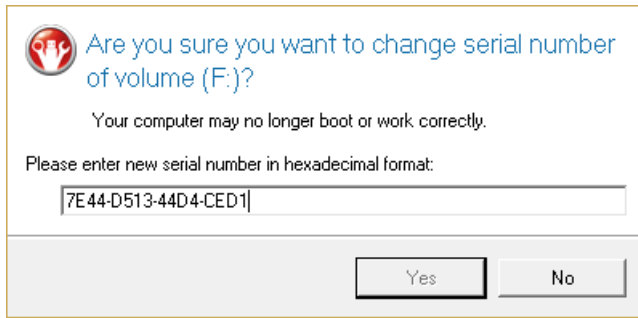 Are you sure you want to change serial number
of volume (F:)?
Your computer may no longer boot or work correctly.
Please enter new serial number in hexadecimal format:
7E44-D513-44D4-CED1
Yes
No